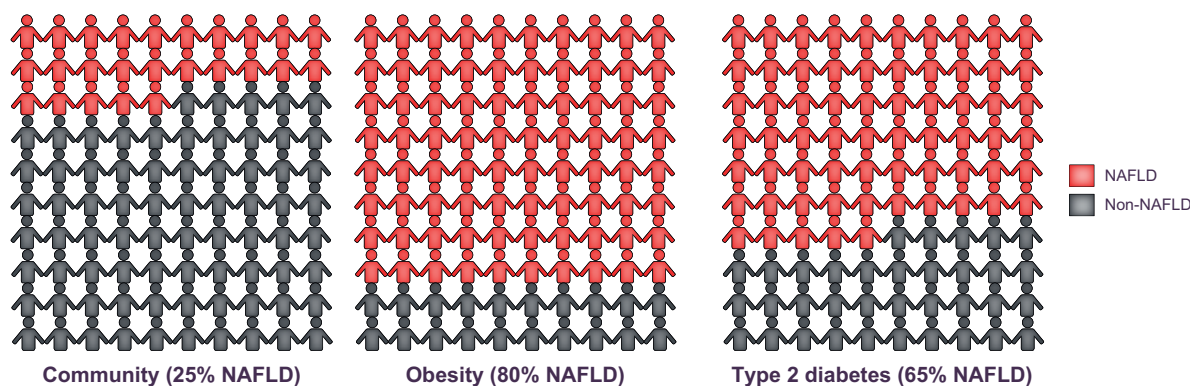 NAFLD
Non-NAFLD
Community (25% NAFLD)
Obesity (80% NAFLD)
Type 2 diabetes (65% NAFLD)